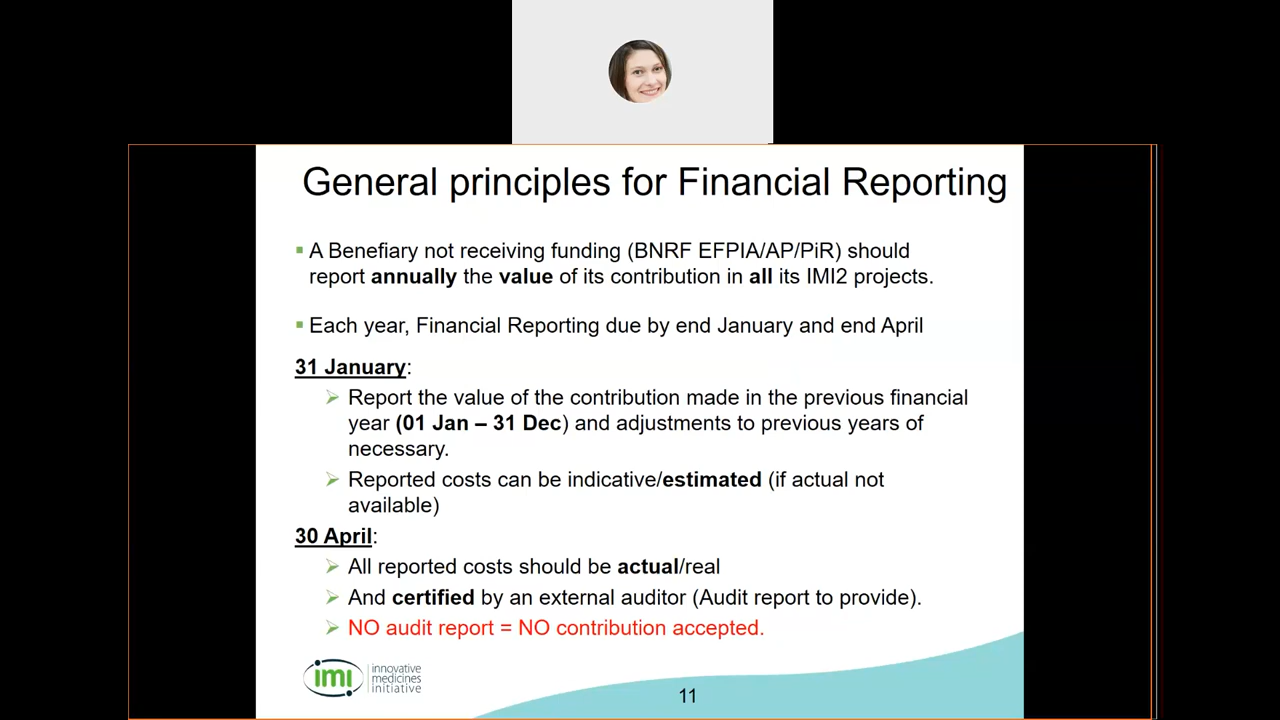 General principles for Financial Reporting
A Benefiary not receiving funding (BNRF EFPIA/AP/PiR) should
report annually the value of its contribution in all its IMI2 projects.
Each year, Financial Reporting due by end January and end April
31 January:
Report the value of the contribution made in the previous financial
year (01 Jan – 31 Dec) and adjustments to previous years of
necessary.
Reported costs can be indicative/estimated (if actual not
available)
30 April:
All reported costs should be actual/real
And certified by an external auditor (Audit report to provide).
NO audit report = NO contribution accepted.
imi
innovative
medicines
initiative
11